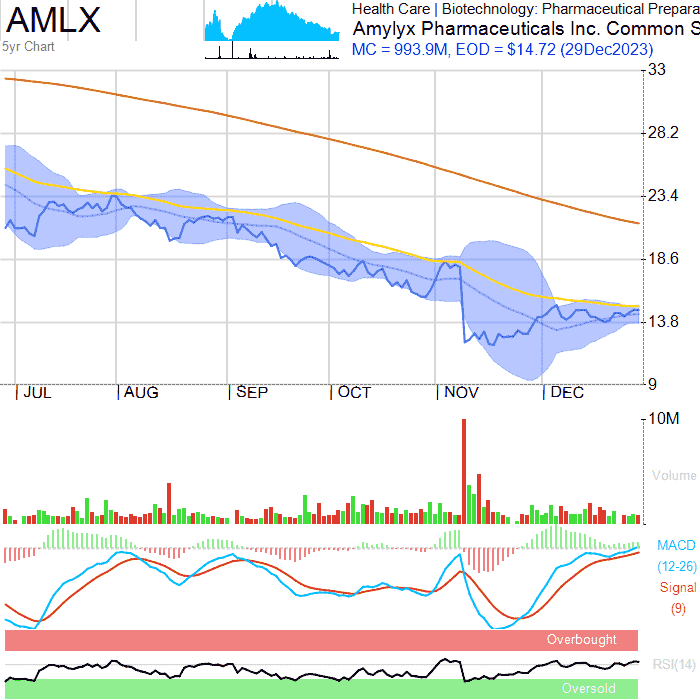 AMLX
5yr Chart
Health Care | Biotechnology: Pharmaceutical Prepara
Amylyx Pharmaceuticals Inc. Common S
MC = 993.9M, EOD = $14.72 (29Dec2023)
33
28.2
23.4
18.6
13.8
9
JUL AUG SEP OCT NOV DEC
10M
Volume
MACD
(12-26)
Signal
(9)
Overbought
RSI(14)
Oversold